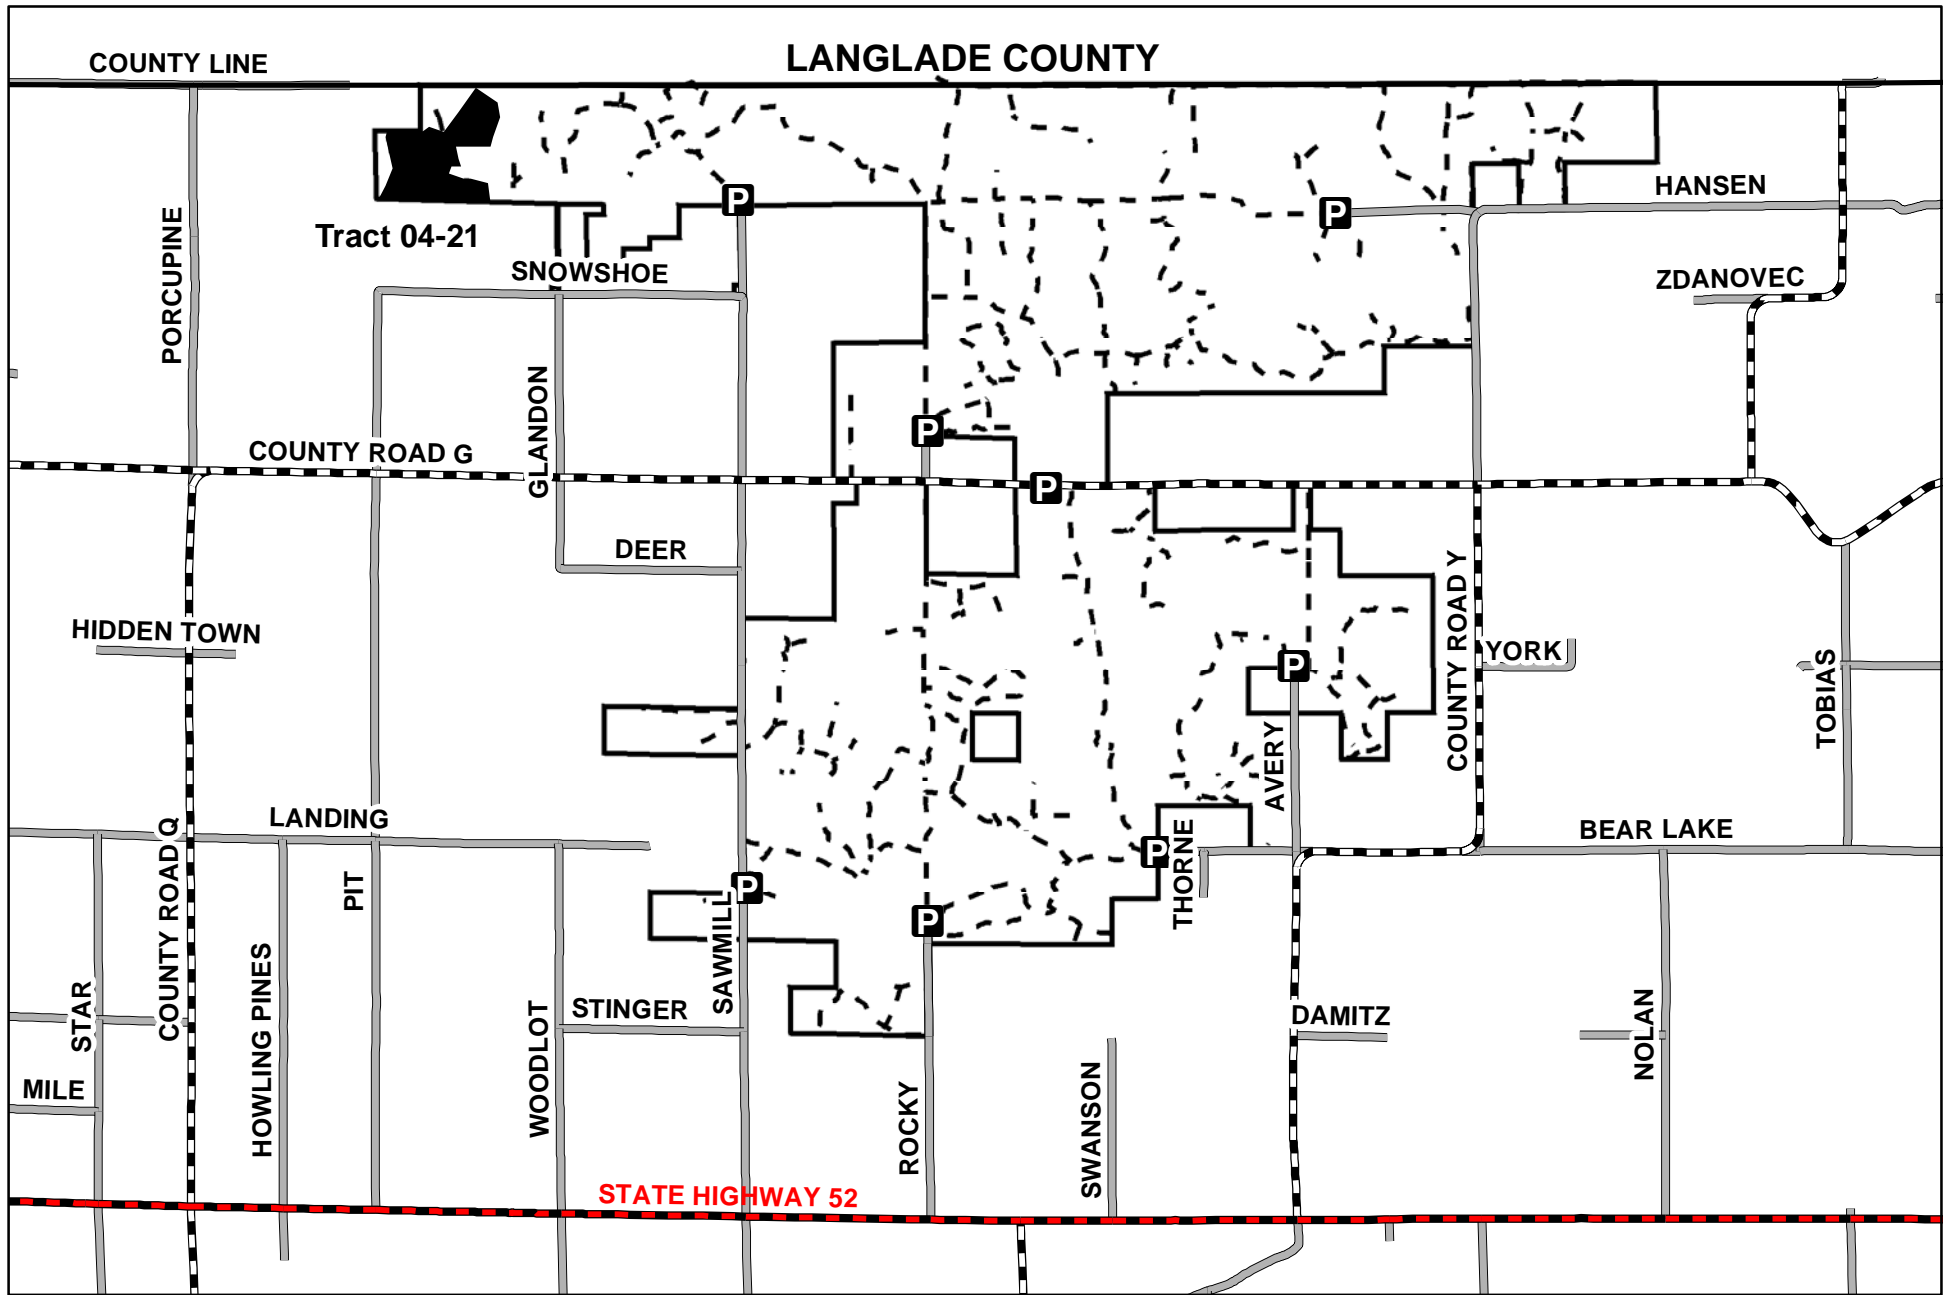 LANGLADE COUNTY
COUNTY LINE
P
P
HANSEN
Tract 04-21
PORCUPINE
SNOWSHOE
ZDANOVEC
GLANDON
P
COUNTY ROAD G
P
DEER
COUNTY ROAD Y
HIDDEN TOWN
P
YORK
TOBIAS
AVERY
LANDING
BEAR LAKE
COUNTY ROAD Q
P
THORNE
PIT
P
SAWMILL
P
HOWLING PINES
STAR
STINGER
WOODLOT
DAMITZ
NOLAN
MILE
ROCKY
SWANSON
STATE HIGHWAY 52